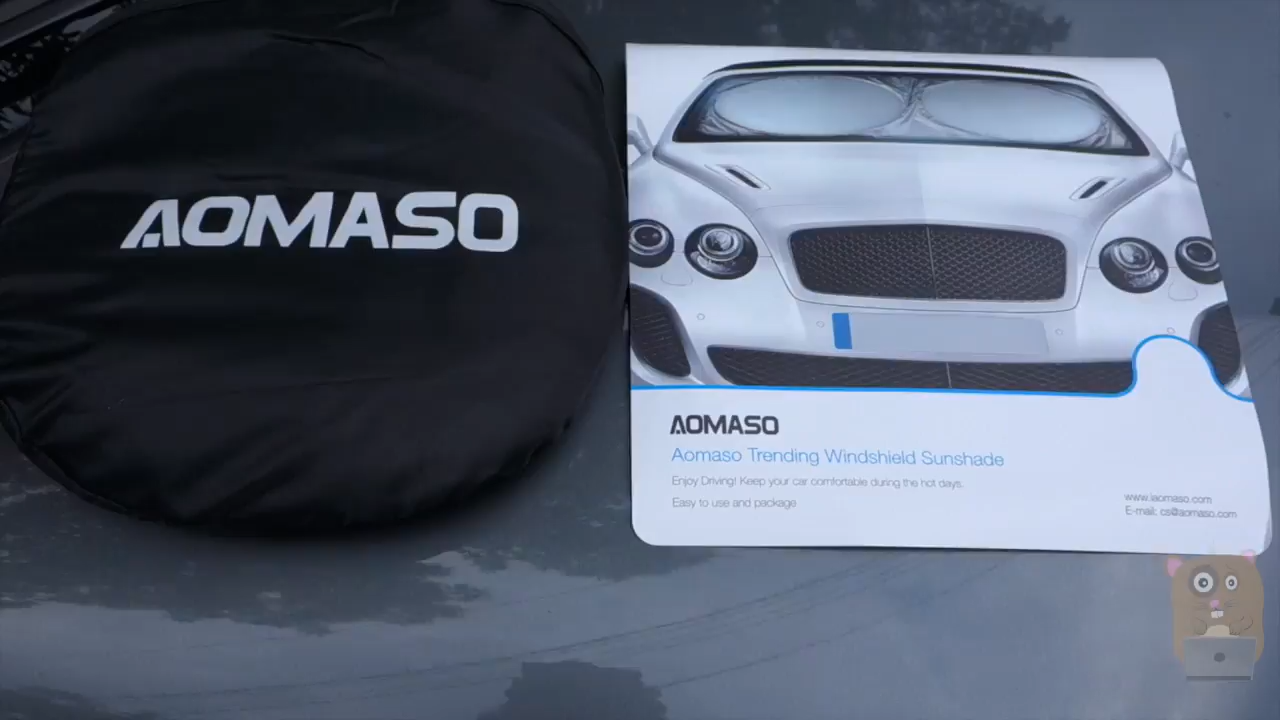 AOMASO
AOMASO
Aomaso Trending Windshield Sunshade
Enjoy Driving! Keep your car comfortable during the hot days.
Easy to use and package
www.iaomaso.com
E-mail: cs@aomaso.com